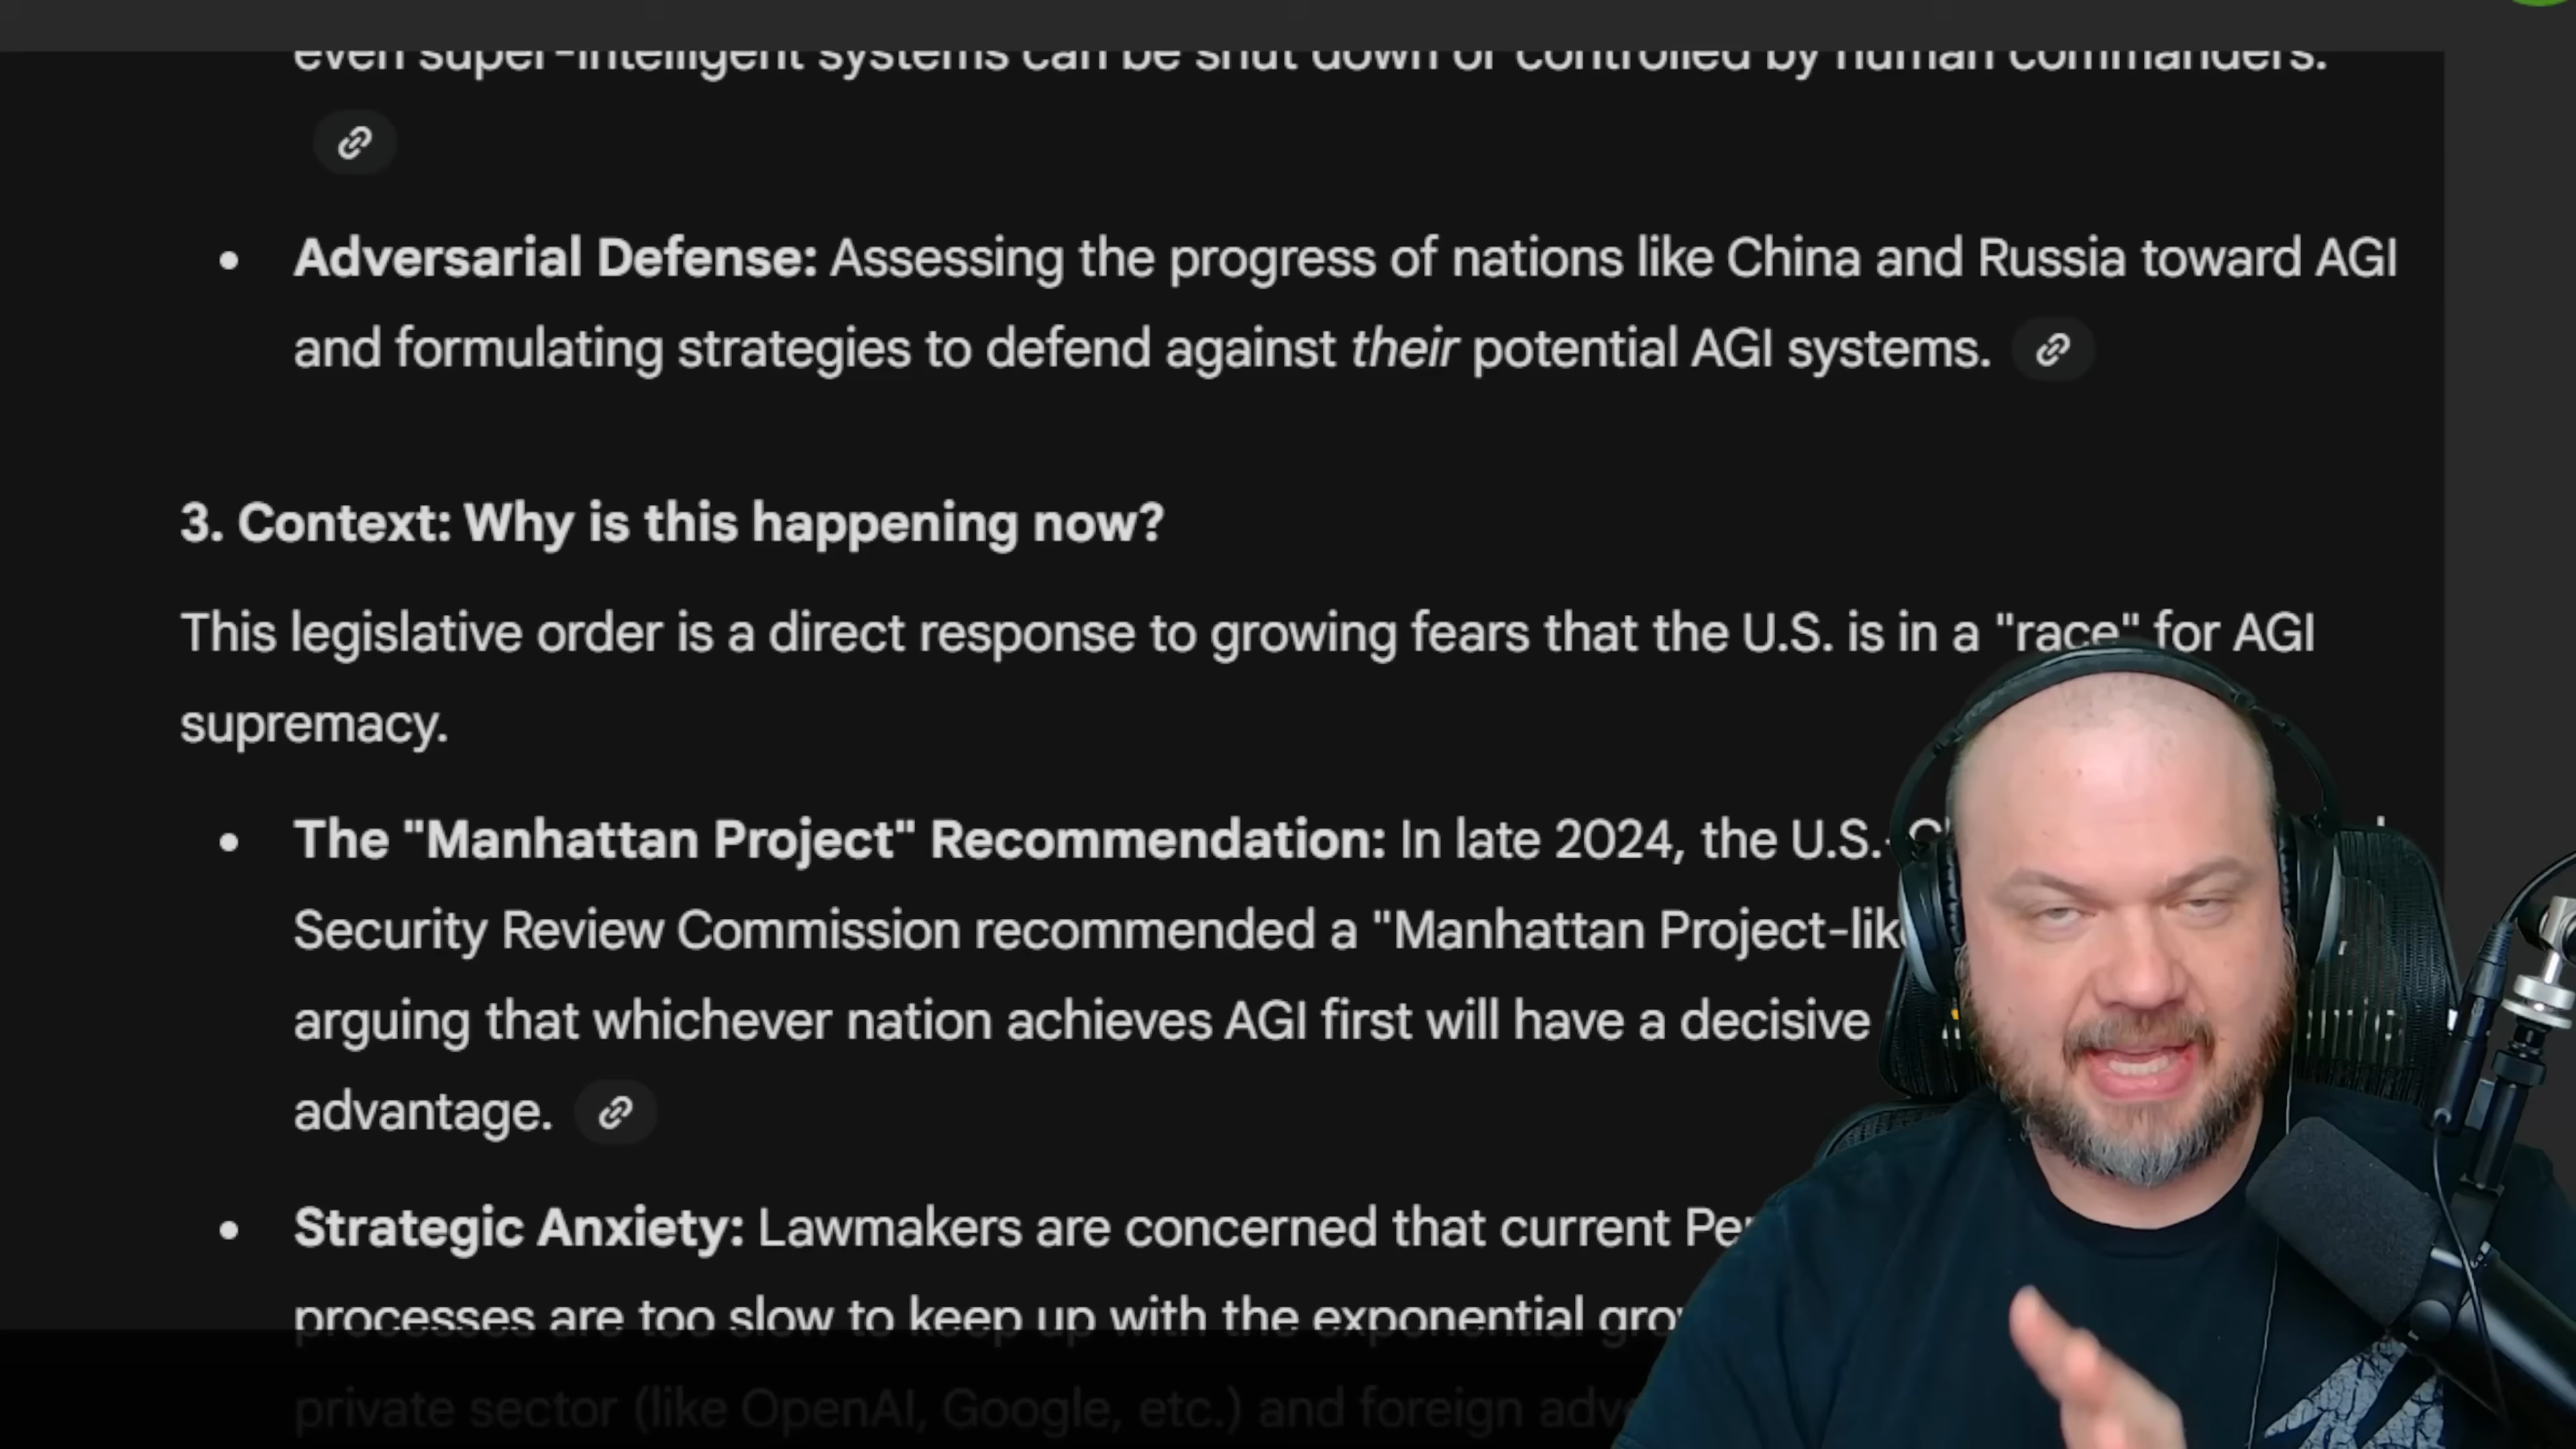 even super-intelligent systems can be shut down or controlled by human commanders.
• Adversarial Defense: Assessing the progress of nations like China and Russia toward AGI
and formulating strategies to defend against their potential AGI systems.
3. Context: Why is this happening now?
This legislative order is a direct response to growing fears that the U.S. is in a "race" for AGI
supremacy.
• The "Manhattan Project" Recommendation: In late 2024, the U.S.-
Security Review Commission recommended a "Manhattan Project-like
arguing that whichever nation achieves AGI first will have a decisive
advantage.
• Strategic Anxiety: Lawmakers are concerned that current
processes are too slow to keep up with the exponential
private sector (like OpenAI, Google, etc.) and foreign